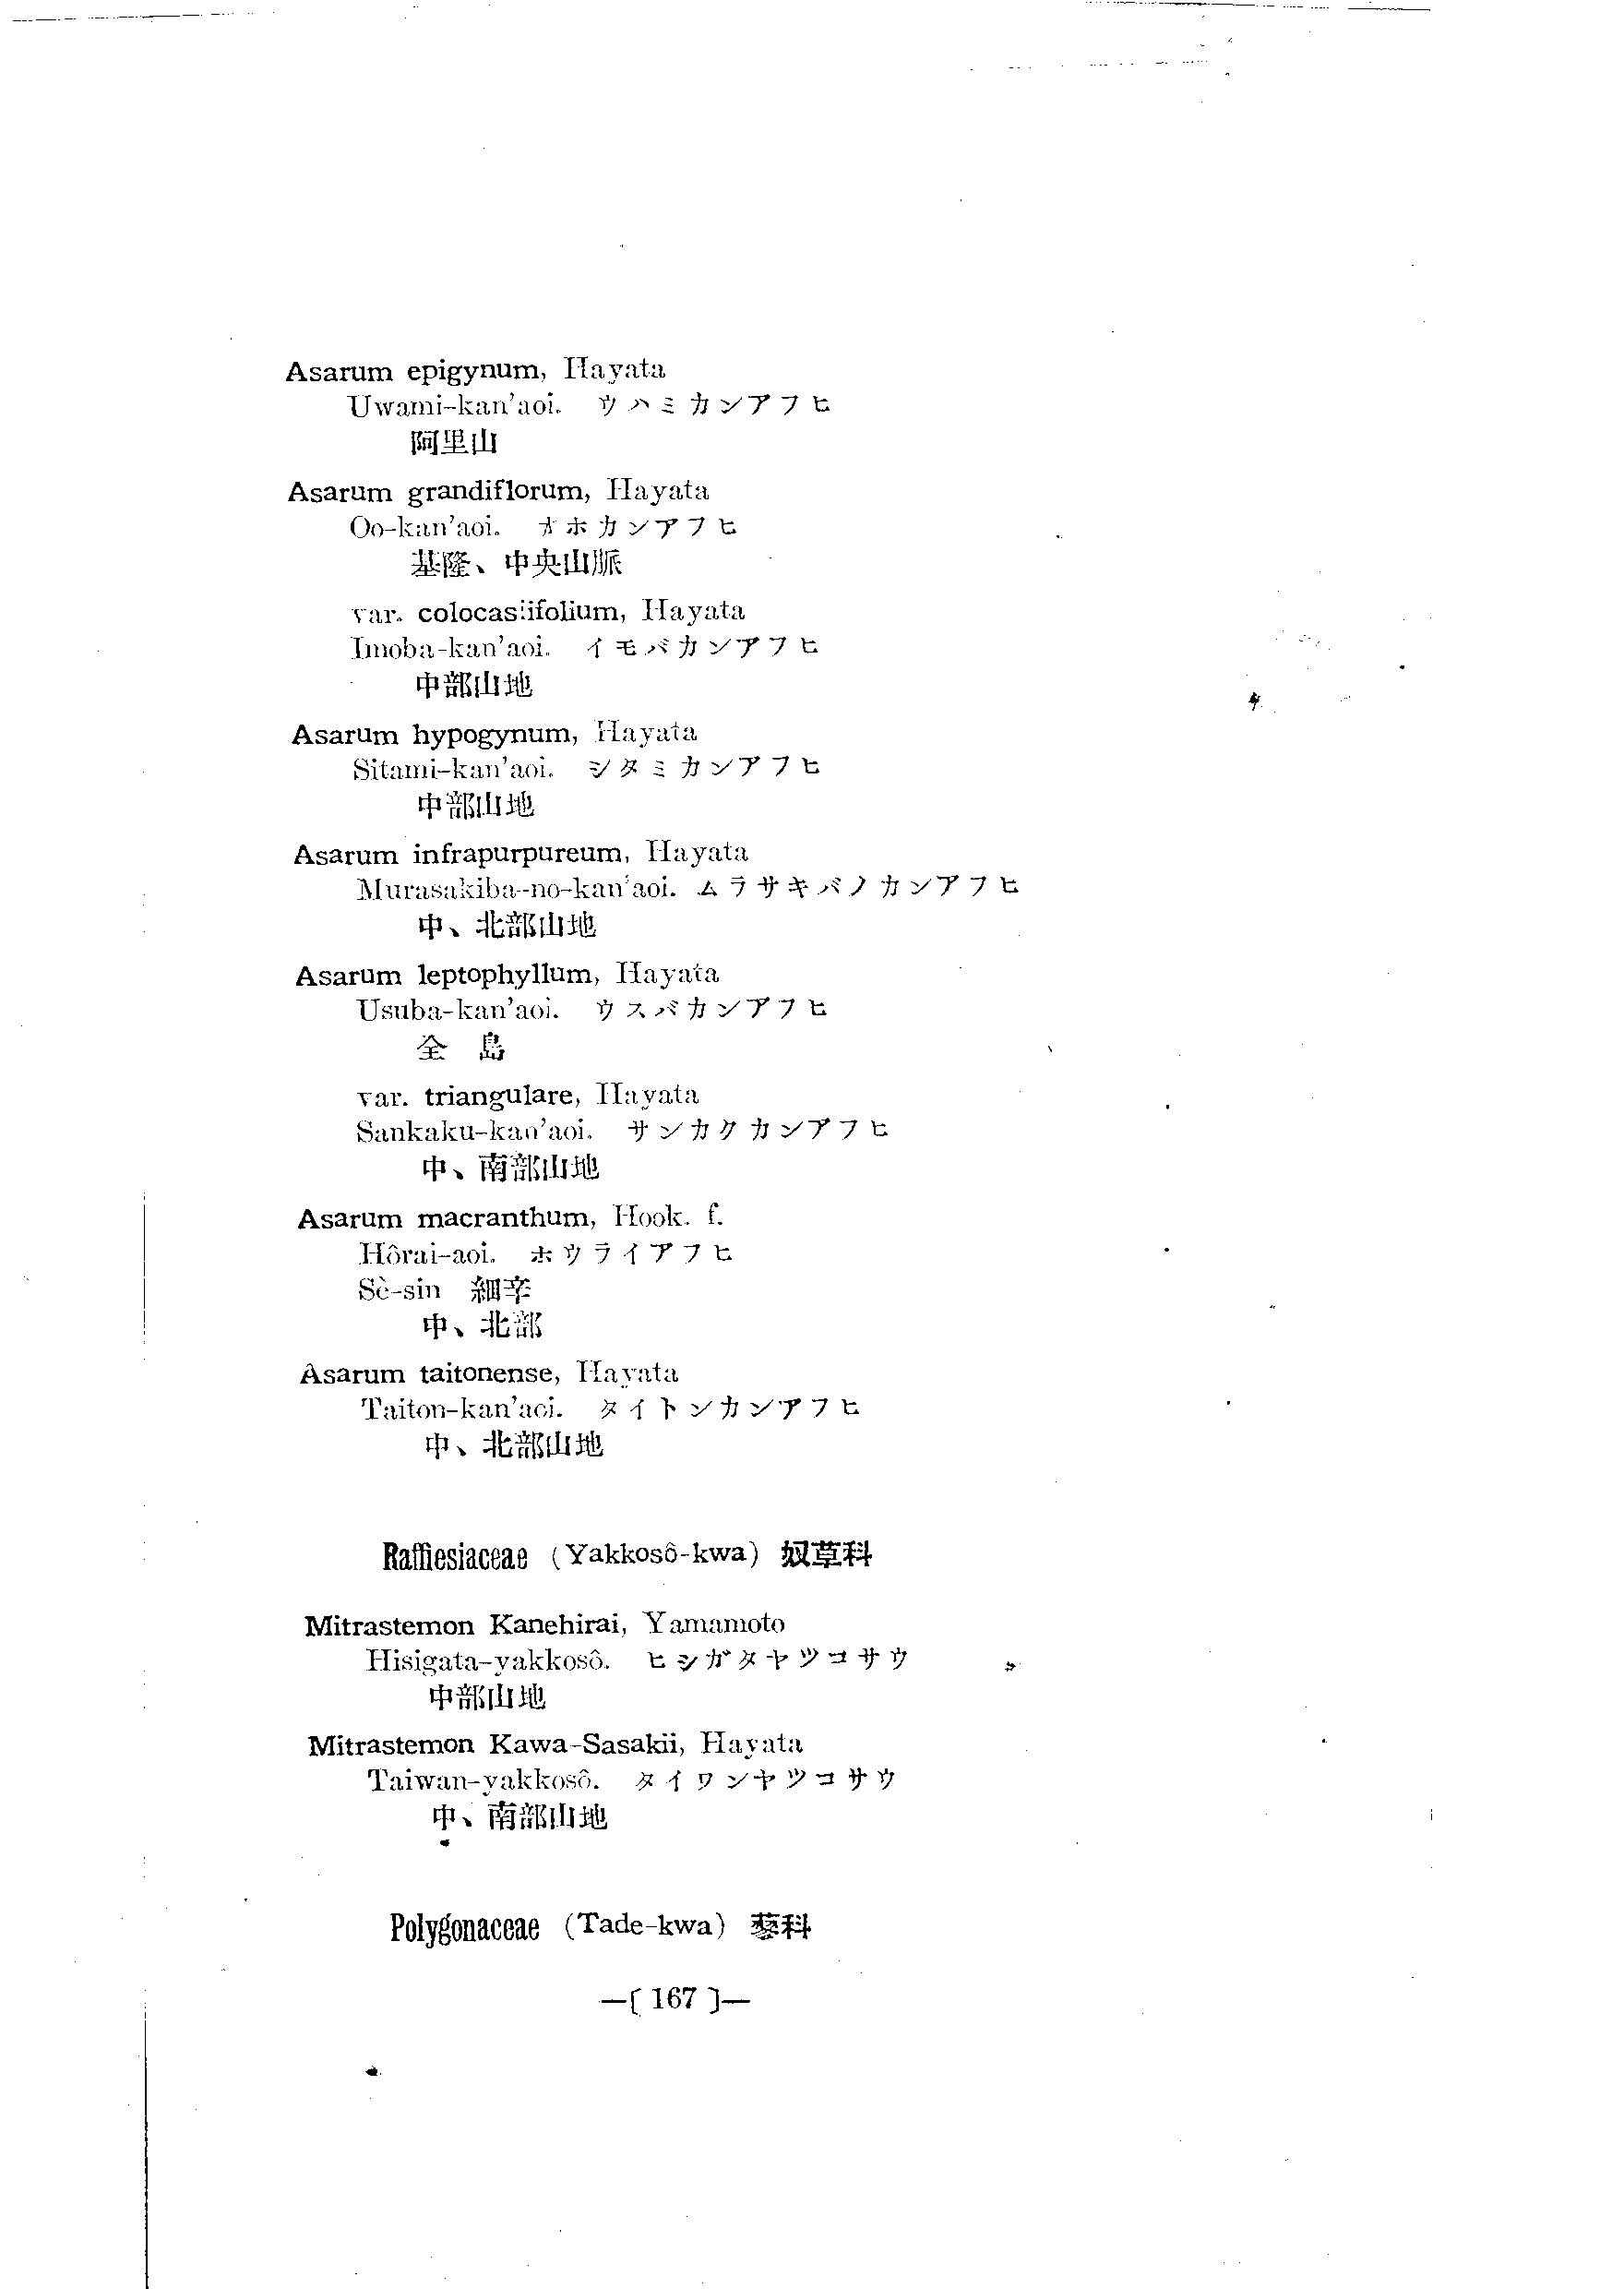 Asarum epigynum, Hayata
Uwami-kan'aoi. ウハミカンアフヒ
阿里山
Asarum grandiflorum, Hayata
Oo-kan'aoi. オホカンアフヒ
基隆、中央山脈
var. colocasiifolium, Hayata
Imoba-kan'aoi. イモバカンアフヒ
中部山地
Asarum hypogynum, Hayata
Sitami-kan'aoi. シタミカンアフヒ
中部山地
Asarum infrapurpureum, Hayata
Murasakiba-no-kan'aoi. ムラサキバノカンアフヒ
中、北部山地
Asarum leptophyllum, Hayata
Usuba-kan'aoi. ウスバカンアフヒ
全 島
var. triangulare, Hayata
Sankaku-kan'aoi. サンカクカンアフヒ
中、南部山地
Asarum macranthum, Hook. f.
Hôrai-aoi. ホウライアフヒ
Sè-sin 細辛
中、北部
Asarum taitonense, Hayata
Taiton-kan'aoi. タイトンカンアフヒ
中、北部山地
Rafflesiaceae (Yakkosô-kwa) 奴草科
Mitrastemon Kanehirai, Yamamoto
Hisigata-yakkosô. ヒシガタヤツコサウ
中部山地
Mitrastemon Kawa-Sasakii, Hayata
Taiwan-yakkosô. タイワンヤツコサウ
中、南部山地
Polygonaceae (Tade-kwa) 蓼科
—[ 167 ]—